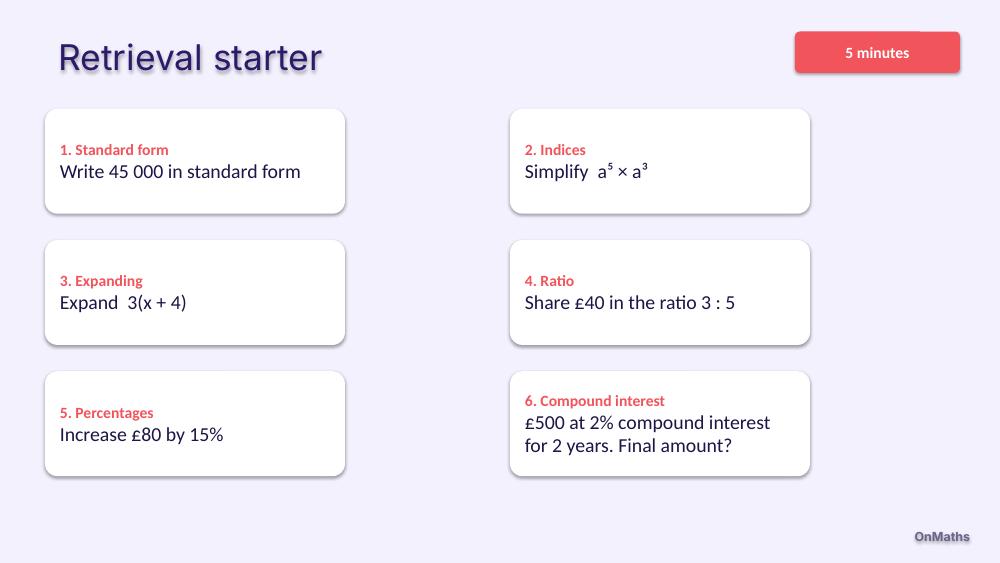 Retrieval starter
5 minutes
1. Standard form
Write 45 000 in standard form
2. Indices
Simplify  a⁵ × a³
3. Expanding
Expand  3(x + 4)
4. Ratio
Share £40 in the ratio 3 : 5
5. Percentages
Increase £80 by 15%
6. Compound interest
£500 at 2% compound interest
for 2 years. Final amount?
OnMaths